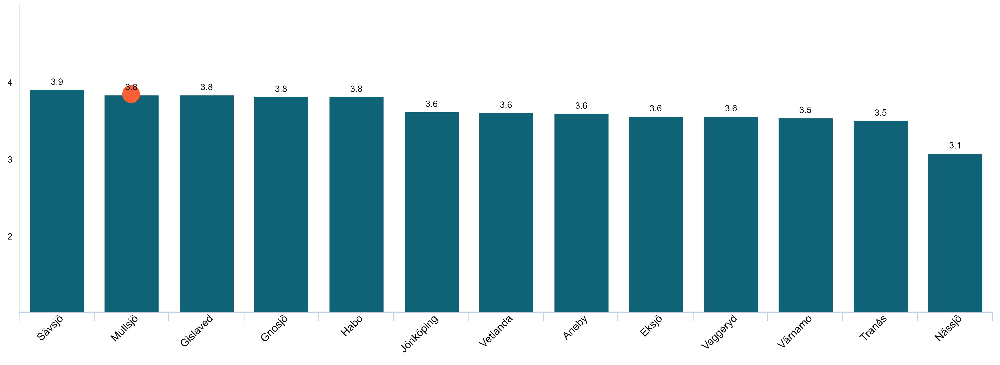 4
3
2
3.9
3.8
3.8
3.8
3.8
3.6
3.6
3.6
3.6
3.6
3.5
3.5
3.1
Sävsjö
Mullsjö
Gislaved
Gnosjö
Habo
Jönköping
Vetlanda
Aneby
Eksjö
Vaggeryd
Värnamo
Tranås
Nässjö